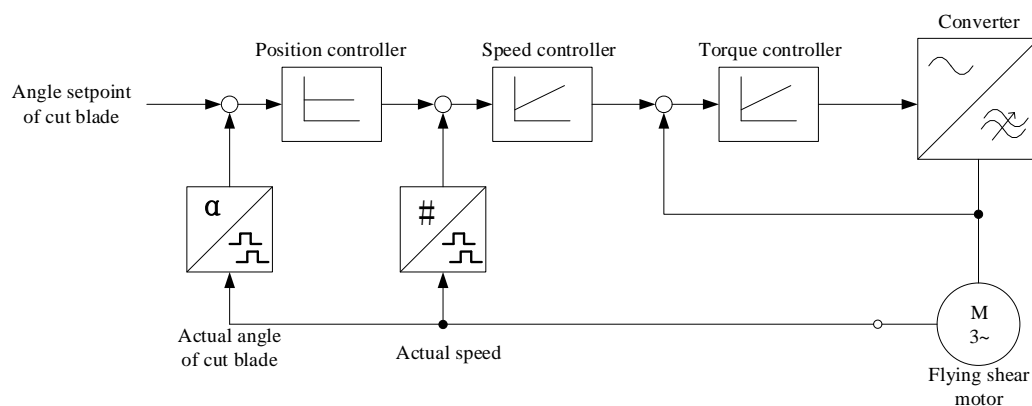 Converter
Position controller
Speed controller
Torque controller
Angle setpoint
of cut blade
α
#
M
3~
Actual angle
of cut blade
Actual speed
Flying shear
motor